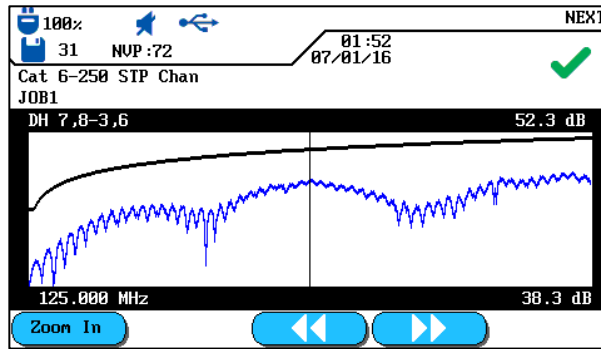 100% NEXT
31 NVP:72 01:52
07/01/16
Cat 6-250 STP Chan
JOB1
DH 7,8-3,6 52.3 dB
125.000 MHz 38.3 dB
Zoom In